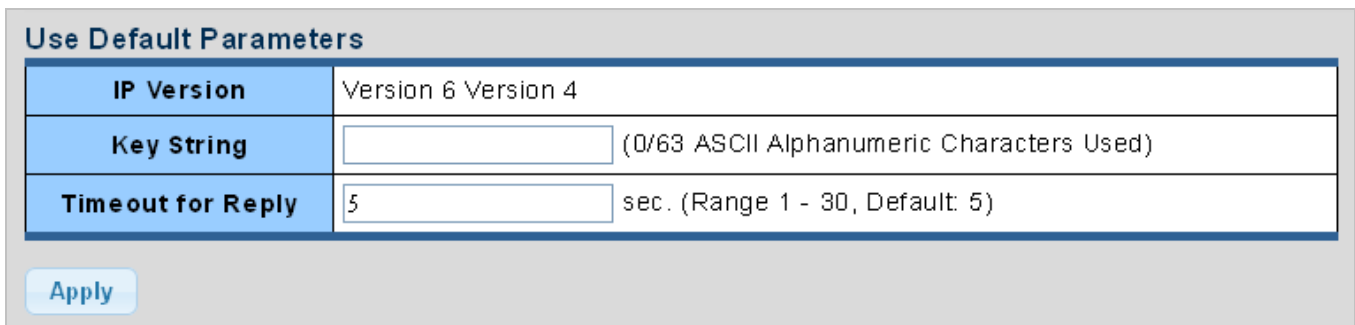 Use Default Parameters
IP Version Version 6 Version 4
Key String (0/63 ASCII Alphanumeric Characters Used)
Timeout for Reply 5 sec. (Range 1 - 30, Default: 5)
Apply